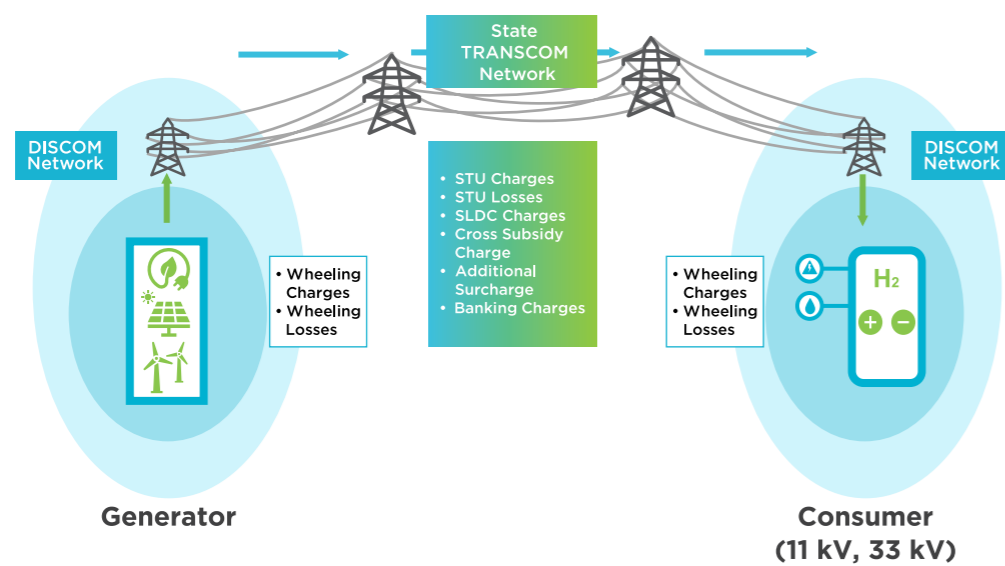 State
TRANSCOM
Network
DISCOM
Network
DISCOM
Network
• STU Charges
• STU Losses
• SLDC Charges
• Cross Subsidy
Charge
• Additional
Surcharge
• Banking Charges
• Wheeling
Charges
• Wheeling
Losses
• Wheeling
Charges
• Wheeling
Losses
H2
+ −
Generator
Consumer
(11 kV, 33 kV)